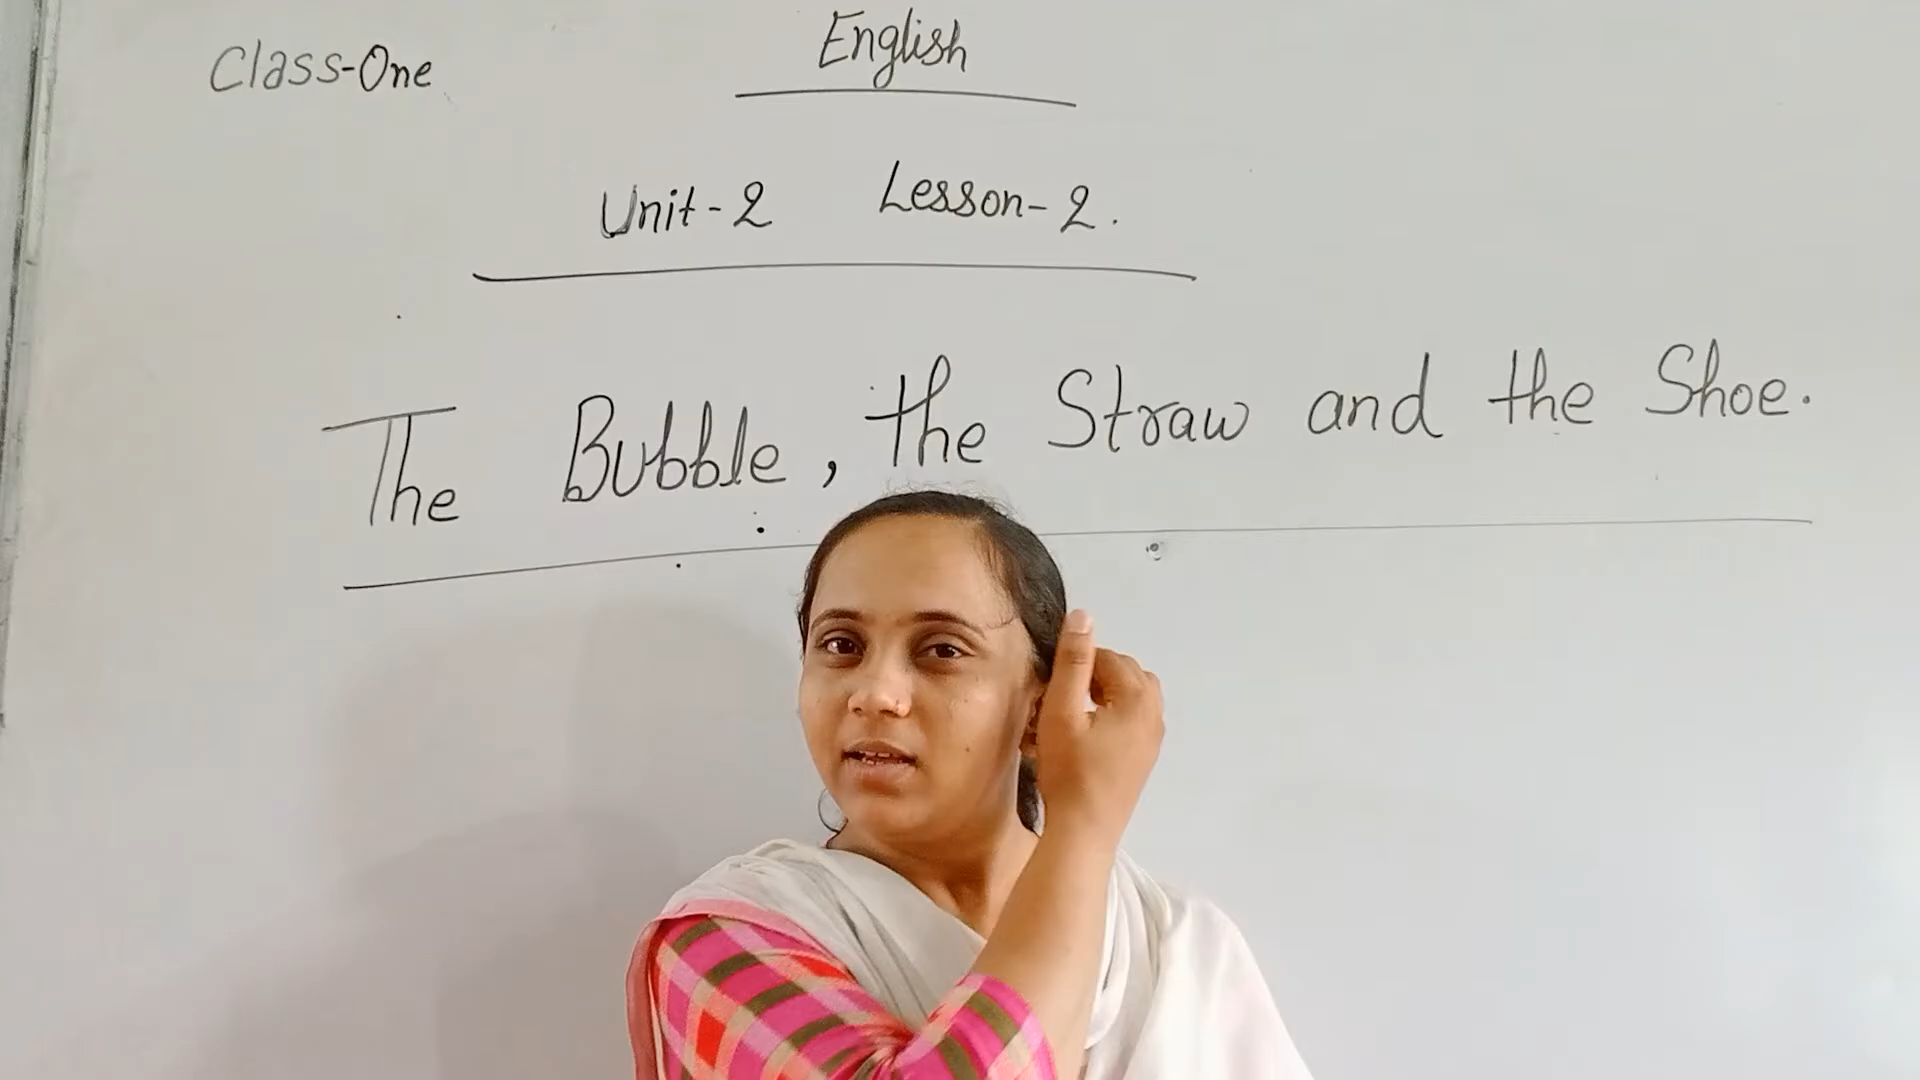 Class-One
English
Unit-2 Lesson-2.
The Bubble, the Straw and the Shoe.